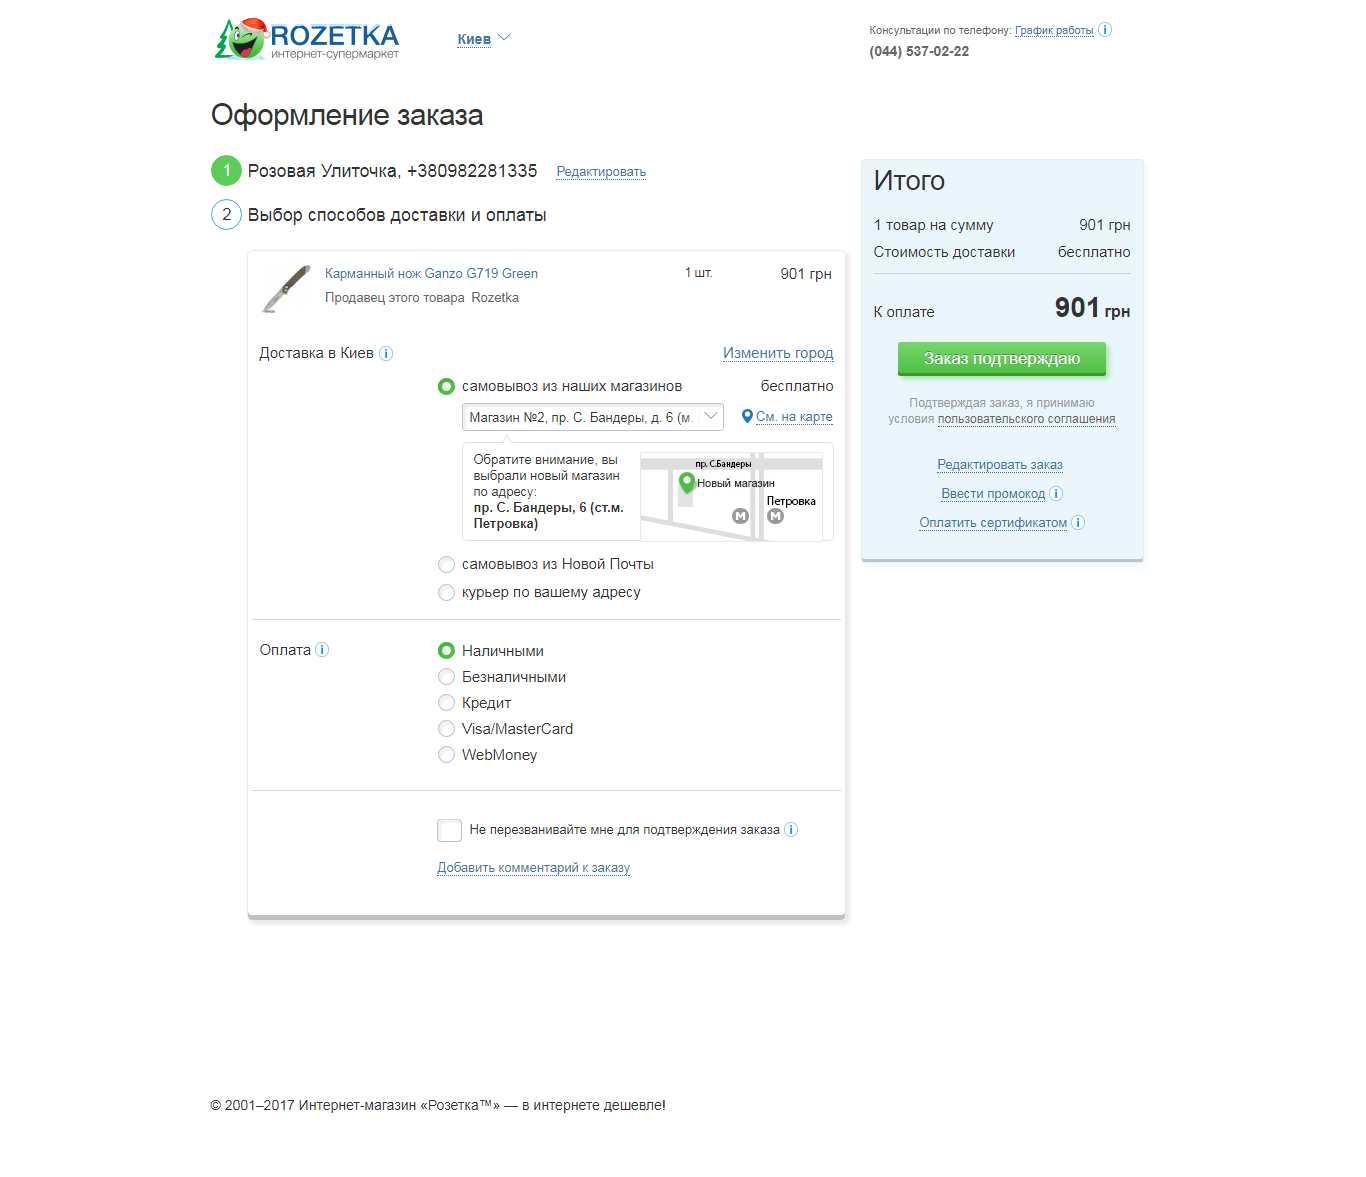 ROZETKA
интернет-супермаркет
Киев
Консультации по телефону: График работы i
(044) 537-02-22
Оформление заказа
1 Розовая Улиточка, +380982281335 Редактировать
2 Выбор способов доставки и оплаты
Карманный нож Ganzo G719 Green 1 шт. 901 грн
Продавец этого товара Rozetka
Доставка в Киев i Изменить город
самовывоз из наших магазинов бесплатно
Магазин №2, пр. С. Бандеры, д. 6 (м. См. на карте
Обратите внимание, вы
выбрали новый магазин
по адресу:
пр. С. Бандеры, 6 (ст.м.
Петровка)
пр. С.Бандеры
Новый магазин
Петровка
М М
самовывоз из Новой Почты
курьер по вашему адресу
Оплата i
Наличными
Безналичными
Кредит
Visa/MasterCard
WebMoney
Не перезванивайте мне для подтверждения заказа i
Добавить комментарий к заказу
Итого
1 товар на сумму 901 грн
Стоимость доставки бесплатно
К оплате 901 грн
Заказ подтверждаю
Подтверждая заказ, я принимаю
условия пользовательского соглашения
Редактировать заказ
Ввести промокод i
Оплатить сертификатом i
© 2001–2017 Интернет-магазин «Розетка™» — в интернете дешевле!